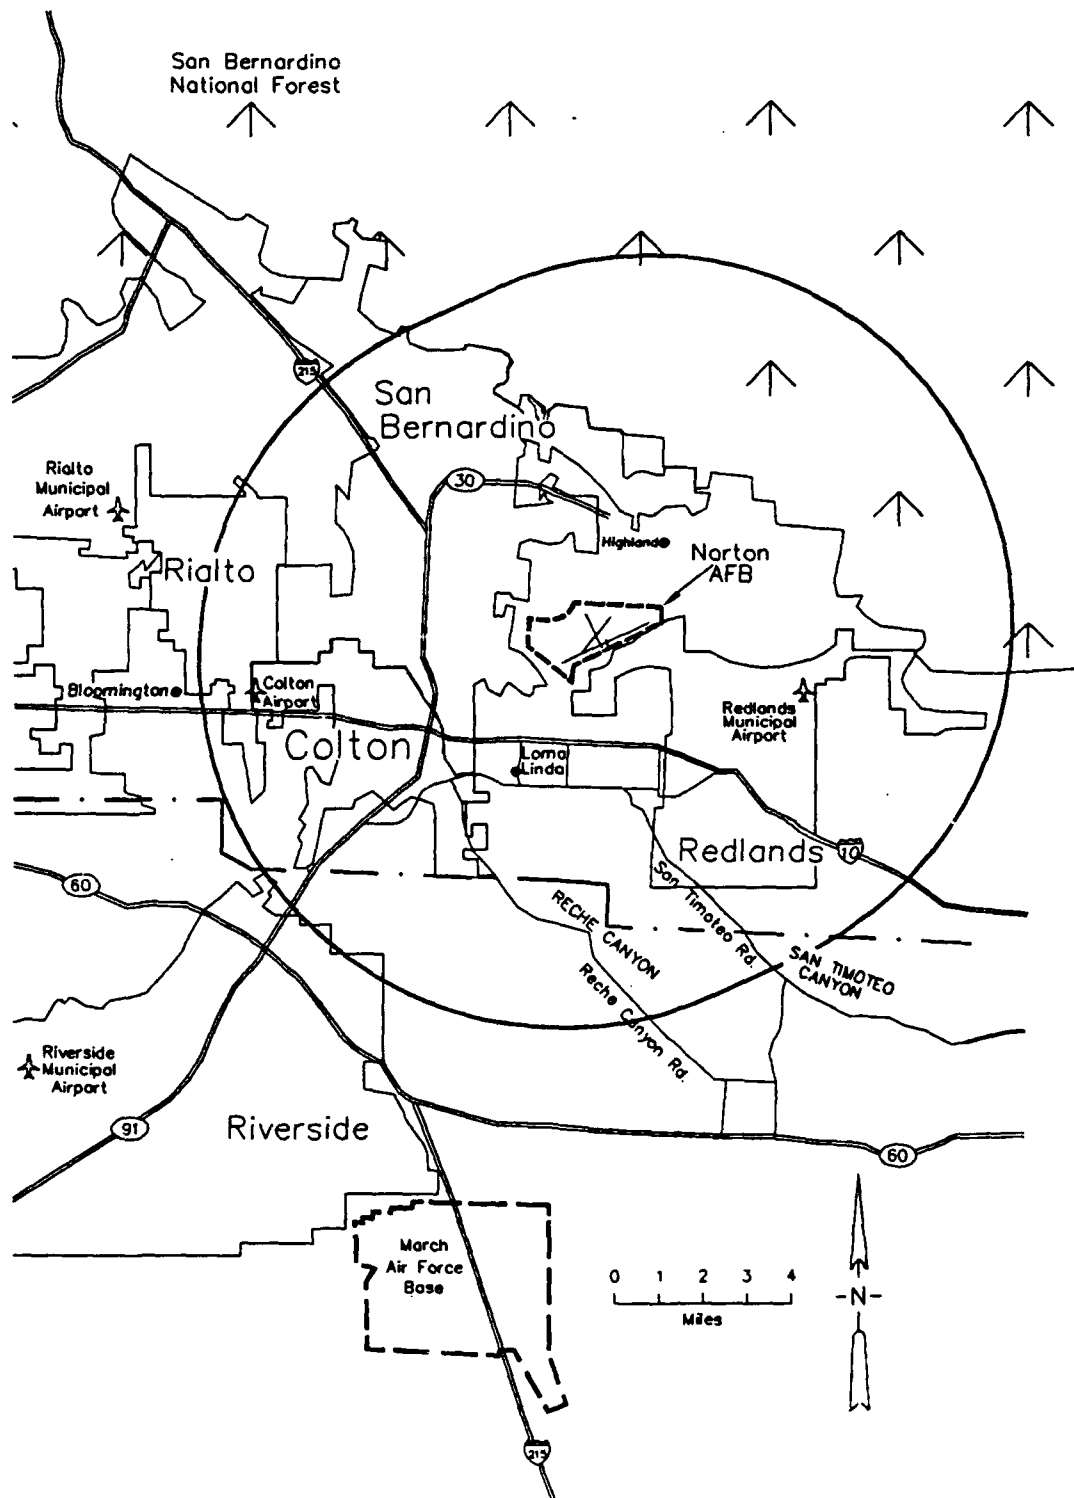 San Bernardino
National Forest
215
San
Bernardino
30
Rialto
Municipal
Airport
Highland
Norton
AFB
Rialto
Bloomington
Colton
Airport
Redlands
Municipal
Airport
Colton
Loma
Linda
Redlands
10
60
San Timoteo Rd.
RECHE CANYON
SAN TIMOTEO
CANYON
Reche Canyon Rd.
Riverside
Municipal
Airport
91
Riverside
60
March
Air Force
Base
0 1 2 3 4
Miles
-N-
215